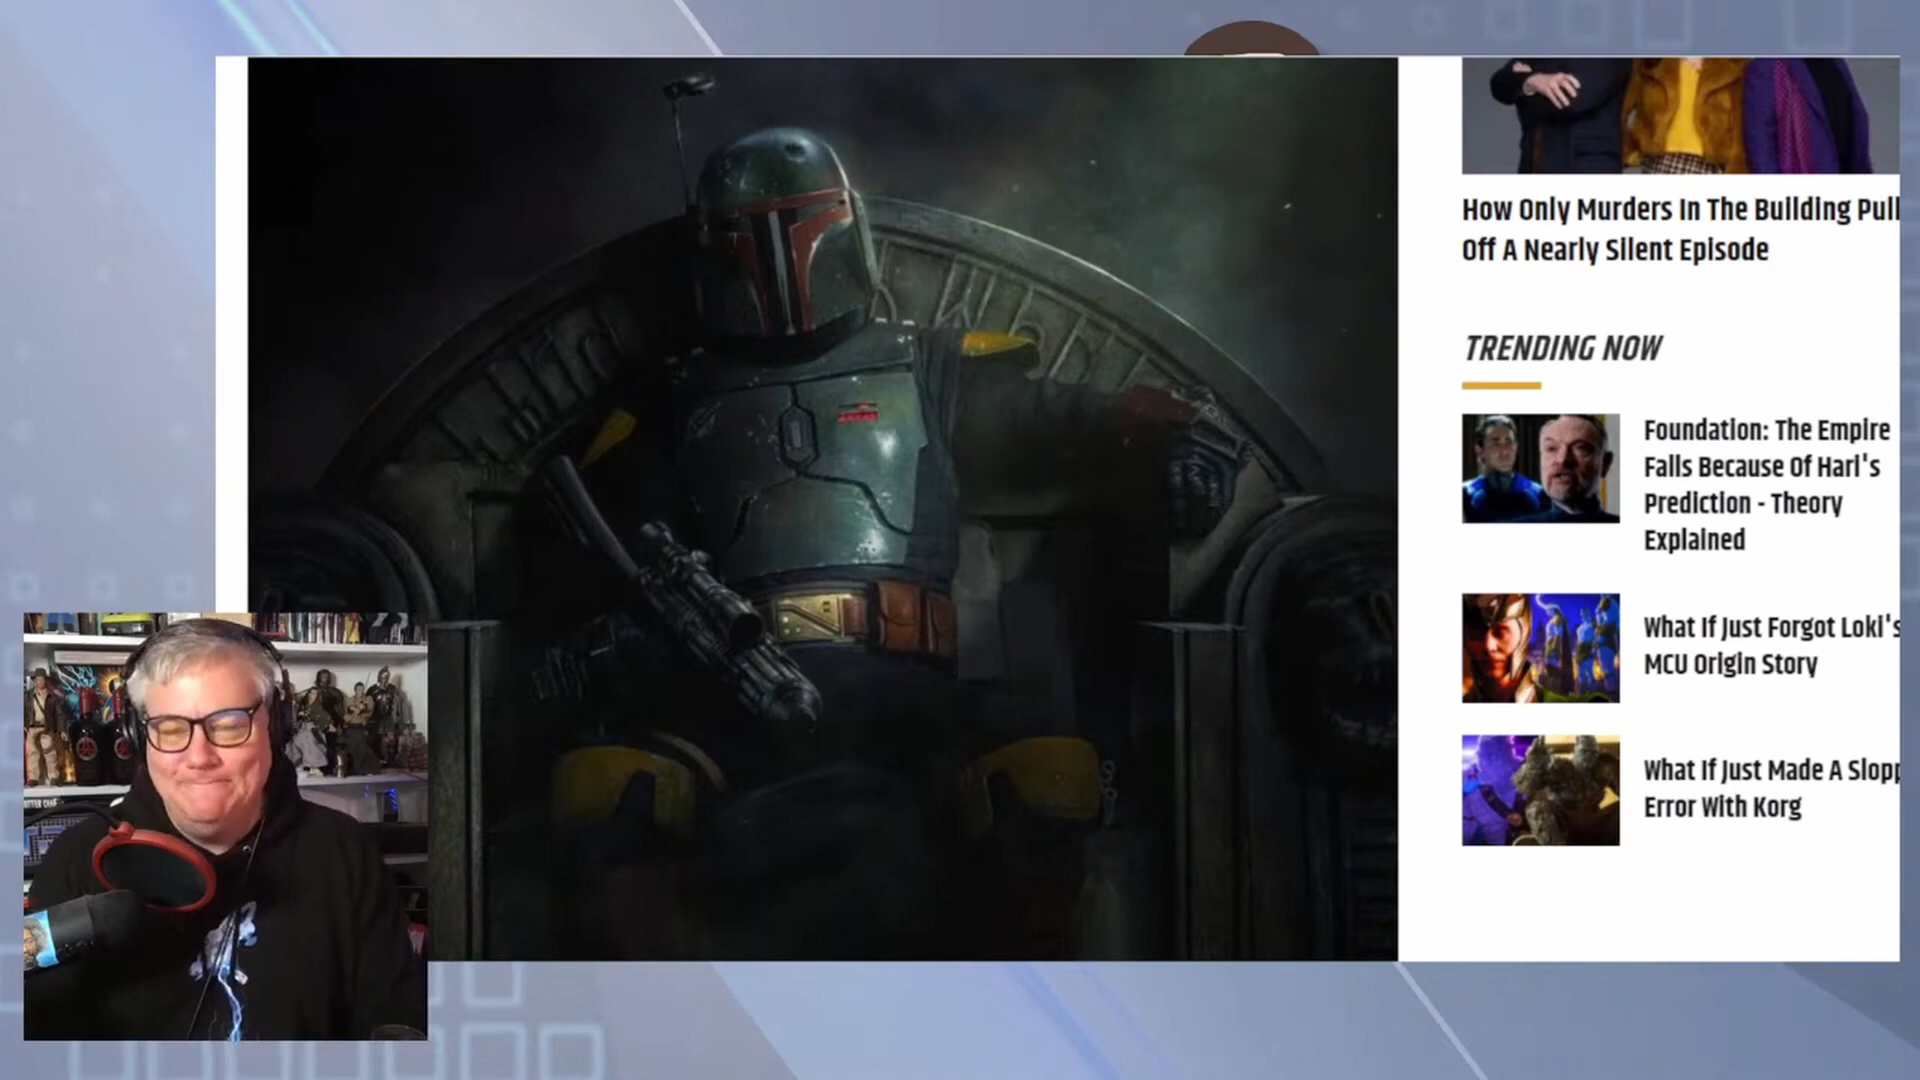 How Only Murders In The Building Pull
Off A Nearly Silent Episode
TRENDING NOW
Foundation: The Empire
Falls Because Of Hari's
Prediction - Theory
Explained
What If Just Forgot Loki's
MCU Origin Story
What If Just Made A Slopp
Error With Korg